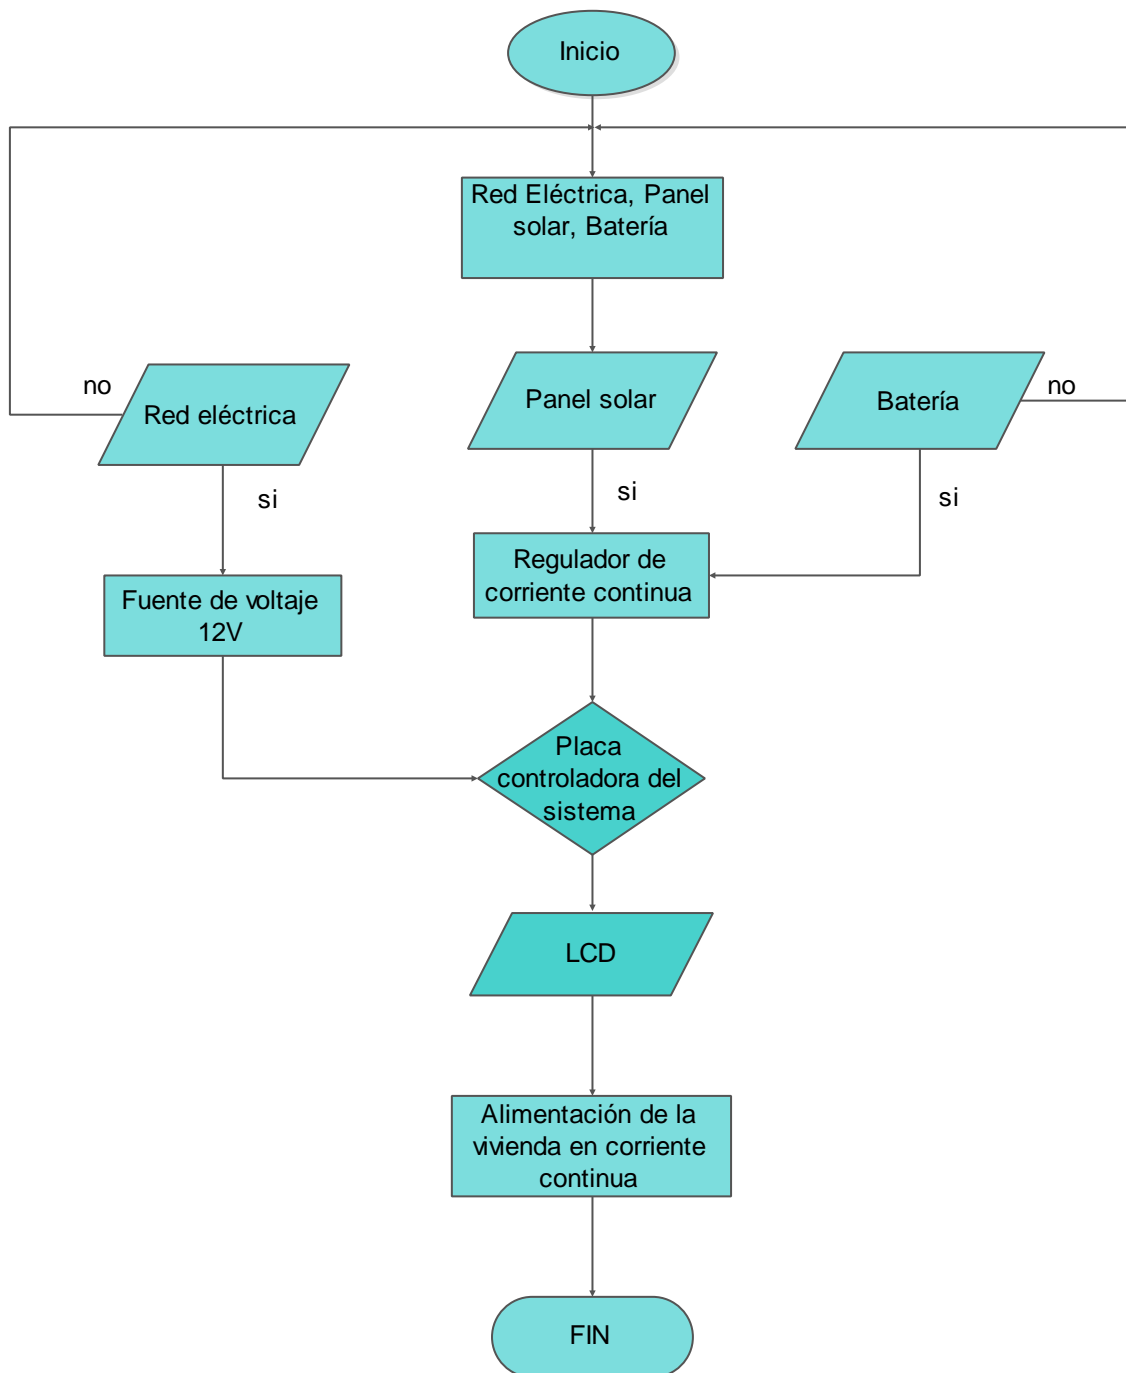 Inicio
Red Eléctrica, Panel
solar, Batería
no
Red eléctrica
Panel solar
Batería
no
si
si
si
Fuente de voltaje
12V
Regulador de
corriente continua
Placa
controladora del
sistema
LCD
Alimentación de la
vivienda en corriente
continua
FIN